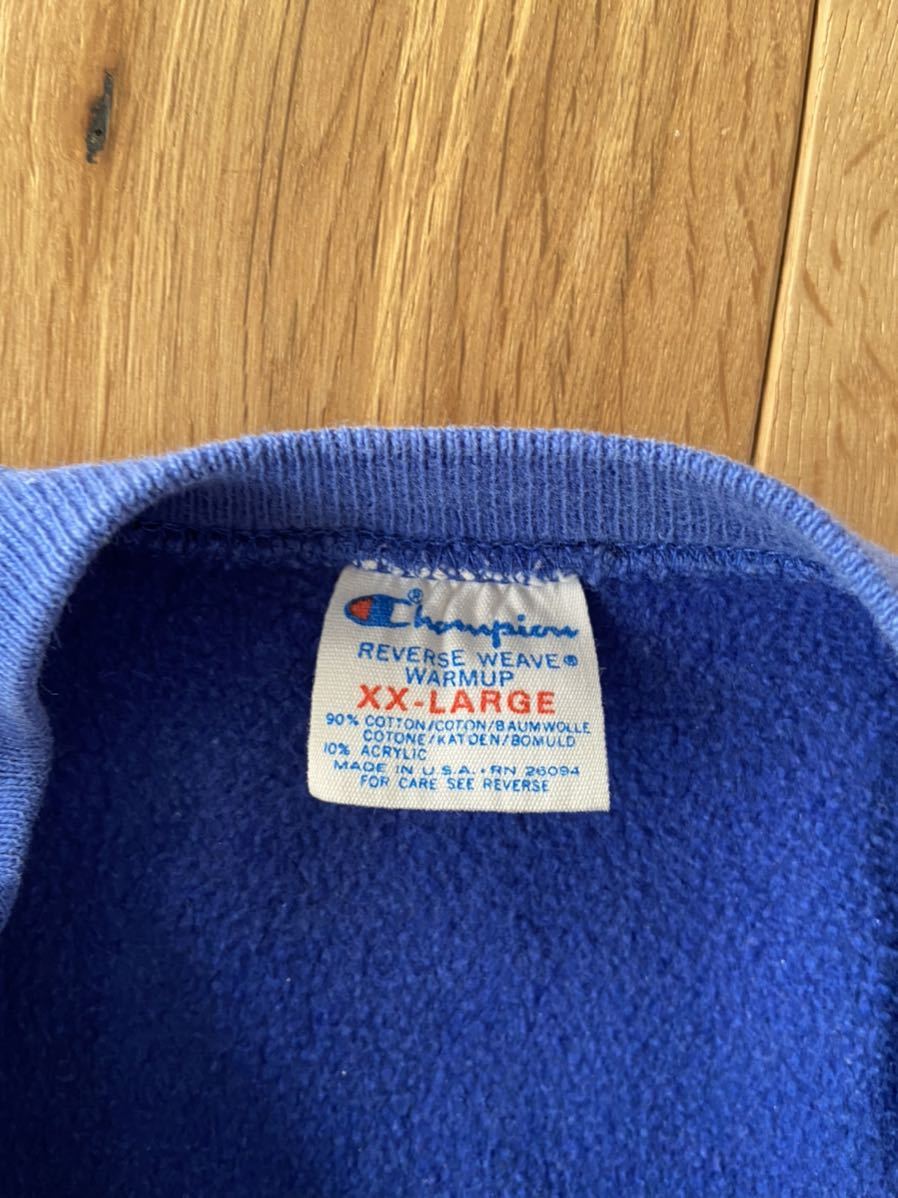 Champion®
REVERSE WEAVE®
WARMUP
XX-LARGE
90% COTTON/COTON/BAUMWOLLE
COTONE/KATOEN/BOMULD
10% ACRYLIC
MADE IN U.S.A. • RN 26094
FOR CARE SEE REVERSE